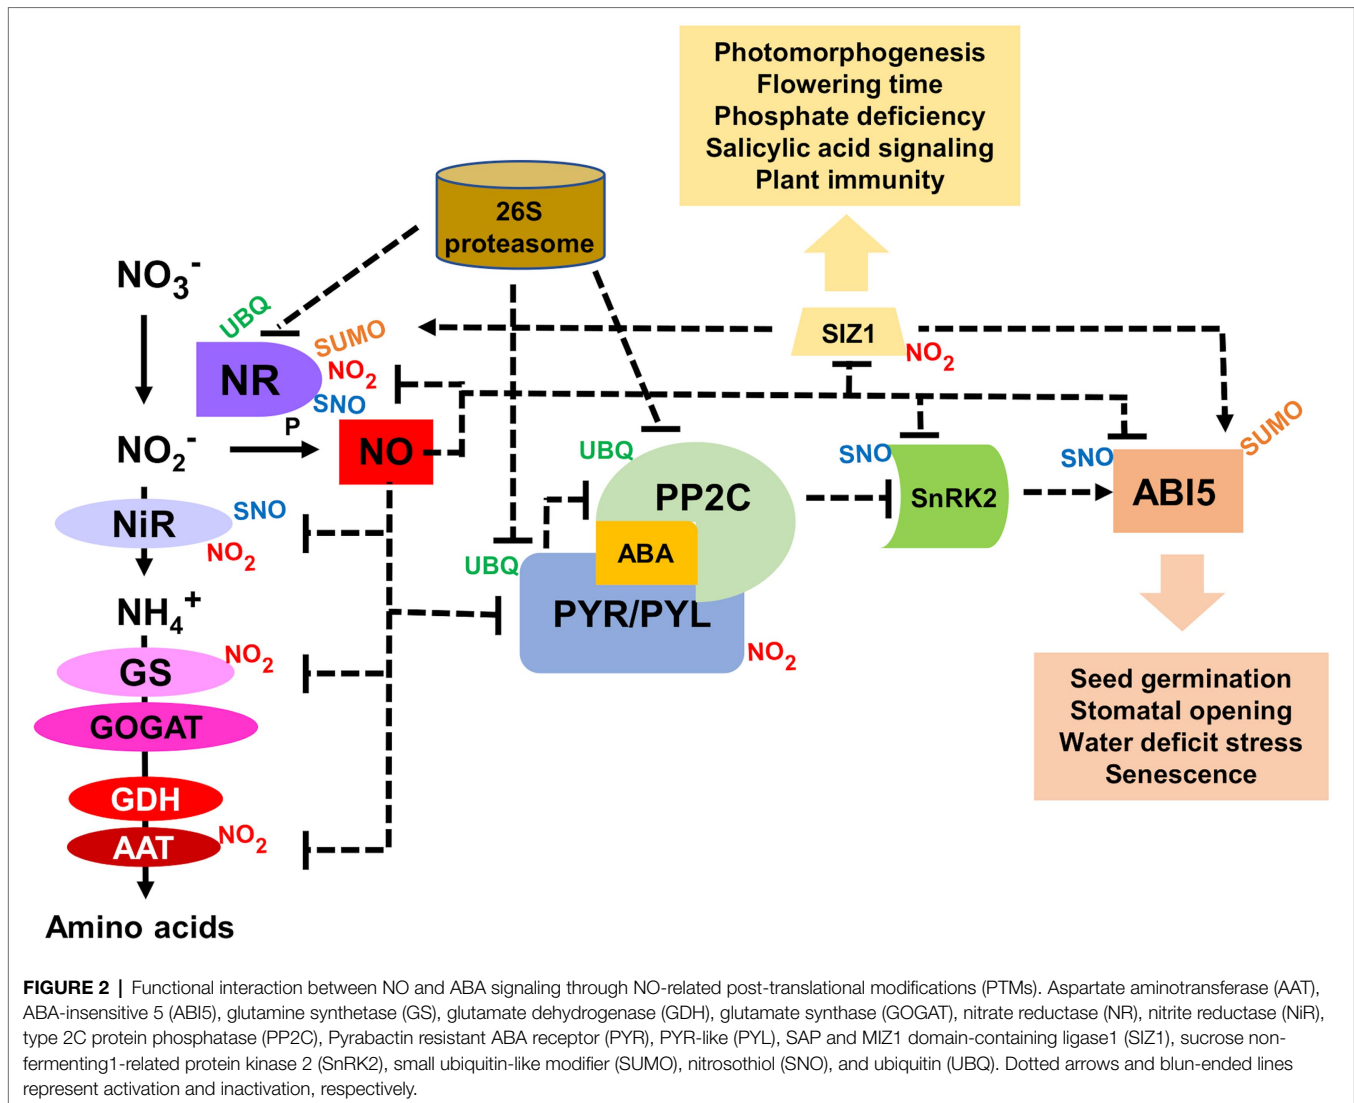 Photomorphogenesis
Flowering time
Phosphate deficiency
Salicylic acid signaling
Plant immunity
26S
proteasome
NO3-
UBQ
SUMO
NR
NO2
SNO
SIZ1
NO2
P
NO2-
NO
UBQ
PP2C
SNO
SnRK2
SNO
SUMO
ABI5
NiR
SNO
NO2
UBQ
ABA
PYR/PYL
NO2
NH4+
GS
NO2
GOGAT
GDH
AAT
NO2
Amino acids
Seed germination
Stomatal opening
Water deficit stress
Senescence
FIGURE 2 | Functional interaction between NO and ABA signaling through NO-related post-translational modifications (PTMs). Aspartate aminotransferase (AAT),
ABA-insensitive 5 (ABI5), glutamine synthetase (GS), glutamate dehydrogenase (GDH), glutamate synthase (GOGAT), nitrate reductase (NR), nitrite reductase (NiR),
type 2C protein phosphatase (PP2C), Pyrabactin resistant ABA receptor (PYR), PYR-like (PYL), SAP and MIZ1 domain-containing ligase1 (SIZ1), sucrose non-
fermenting1-related protein kinase 2 (SnRK2), small ubiquitin-like modifier (SUMO), nitrosothiol (SNO), and ubiquitin (UBQ). Dotted arrows and blun-ended lines
represent activation and inactivation, respectively.